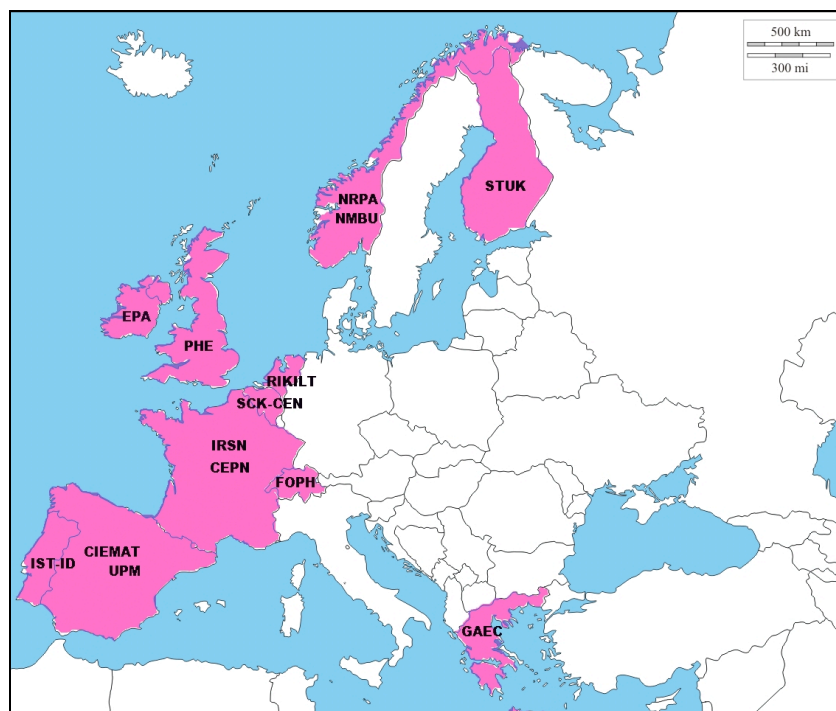 500 km
300 mi
NRPA
NMBU
STUK
EPA
PHE
RIKILT
SCK-CEN
IRSN
CEPN
FOPH
IST-ID
CIEMAT
UPM
GAEC